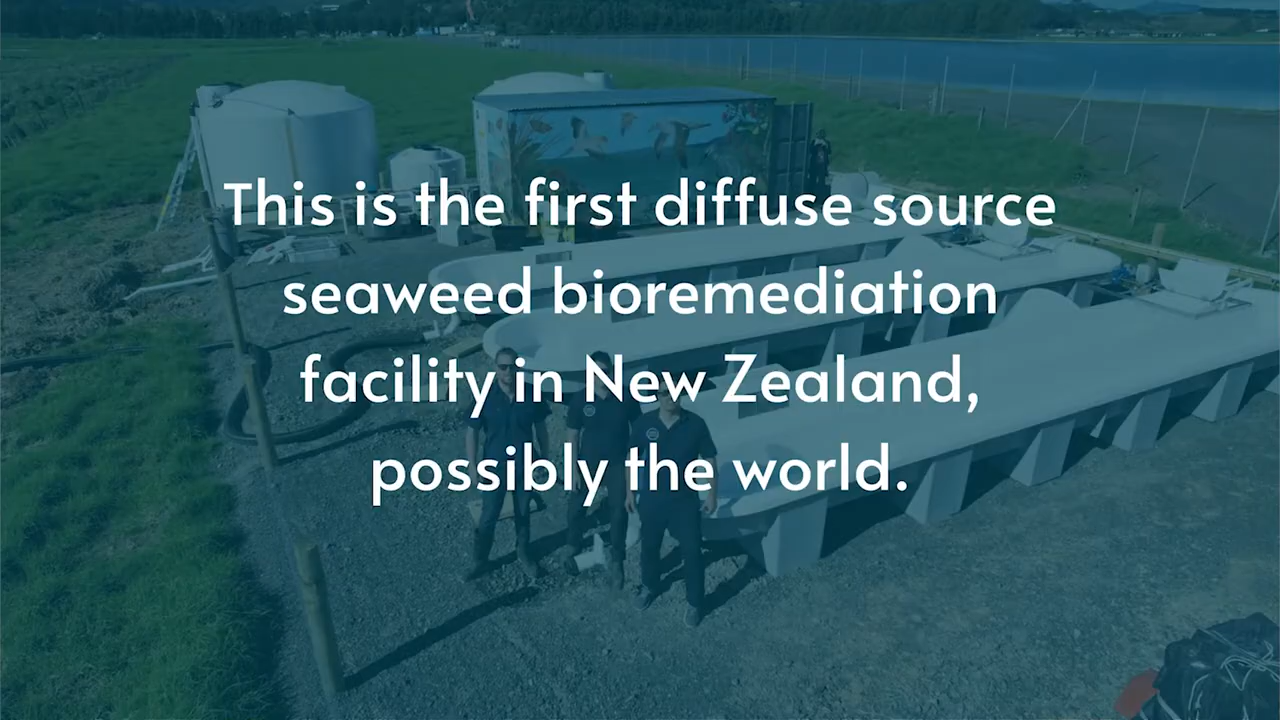 This is the first diffuse source
seaweed bioremediation
facility in New Zealand,
possibly the world.